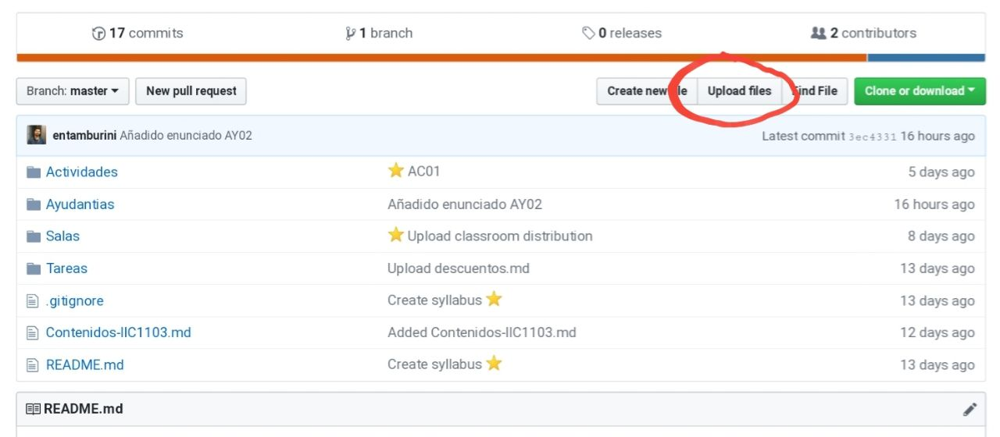 17 commits 1 branch 0 releases 2 contributors
Branch: master New pull request Create new Upload files Find File Clone or download
entamburini Añadido enunciado AY02 Latest commit 3ec4331 16 hours ago
Actividades ⭐ AC01 5 days ago
Ayudantias Añadido enunciado AY02 16 hours ago
Salas ⭐ Upload classroom distribution 8 days ago
Tareas Upload descuentos.md 13 days ago
.gitignore Create syllabus ⭐ 13 days ago
Contenidos-IIC1103.md Added Contenidos-IIC1103.md 12 days ago
README.md Create syllabus ⭐ 13 days ago
README.md